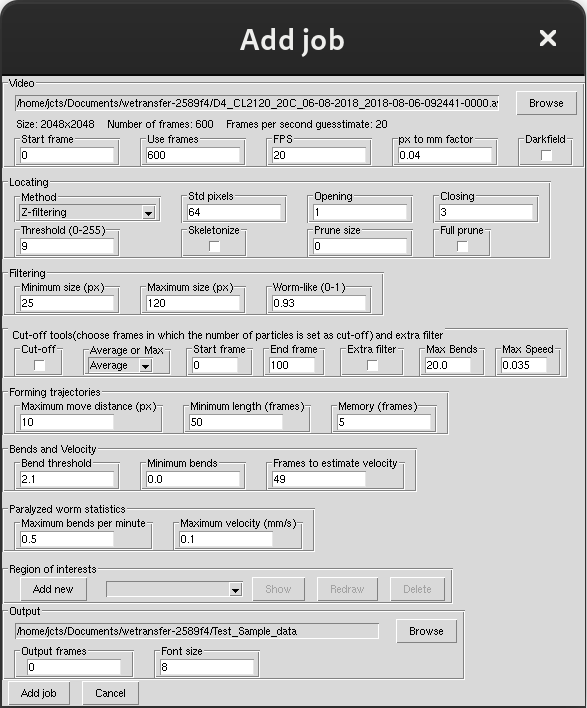 Add job ×
Video
/home/jcts/Documents/wetransfer-2589f4/D4_CL2120_20C_06-08-2018_2018-08-06-092441-0000.a
Browse
Size: 2048x2048 Number of frames: 600 Frames per second guesstimate: 20
Start frame Use frames FPS px to mm factor Darkfield
0 600 20 0.04
Locating
Method Std pixels Opening Closing
Z-filtering 64 1 3
Threshold (0-255) Skeletonize Prune size Full prune
9 0
Filtering
Minimum size (px) Maximum size (px) Worm-like (0-1)
25 120 0.93
Cut-off tools(choose frames in which the number of particles is set as cut-off) and extra filter
Cut-off Average or Max Start frame End frame Extra filter Max Bends Max Speed
Average 0 100 20.0 0.035
Forming trajectories
Maximum move distance (px) Minimum length (frames) Memory (frames)
10 50 5
Bends and Velocity
Bend threshold Minimum bends Frames to estimate velocity
2.1 0.0 49
Paralyzed worm statistics
Maximum bends per minute Maximum velocity (mm/s)
0.5 0.1
Region of interests
Add new Show Redraw Delete
Output
/home/jcts/Documents/wetransfer-2589f4/Test_Sample_data Browse
Output frames Font size
0 8
Add job Cancel